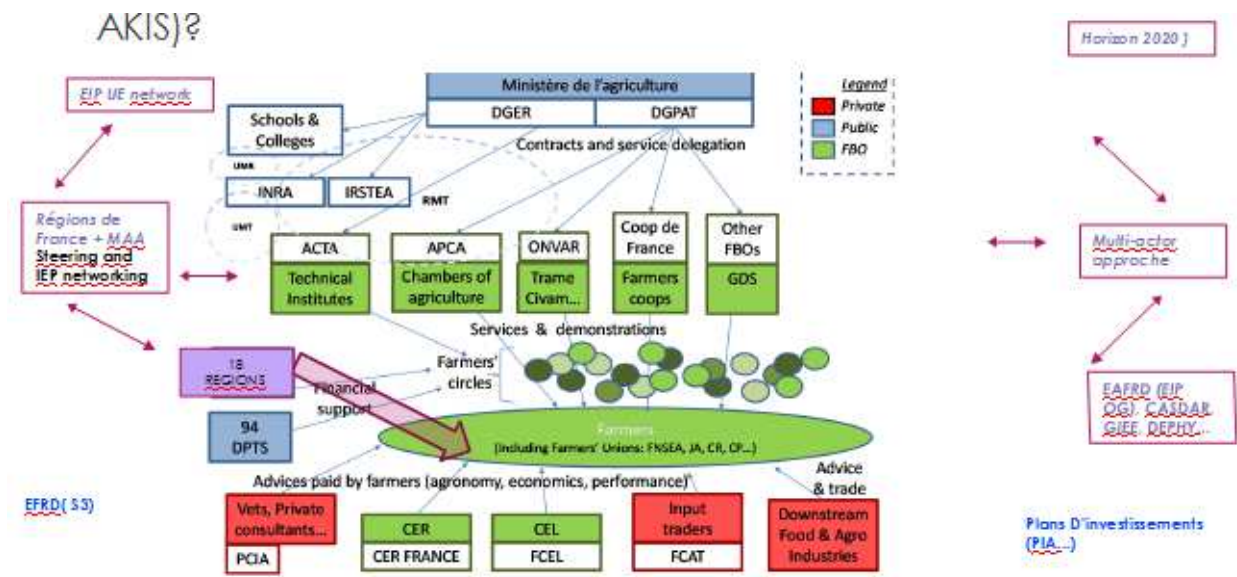 AKIS)?
Horizon 2020 )
EIP UE network
Ministère de l'agriculture
DGER
DGPAT
Legend
Private
Public
FBO
Schools &
Colleges
Contracts and service delegation
UMR
INRA
IRSTEA
RMT
UMT
Régions de
France + MAA
Steering and
IEP networking
ACTA
APCA
ONVAR
Coop de
France
Other
FBOs
Technical
Institutes
Chambers of
agriculture
Trame
Civam...
Farmers
coops
GDS
Multi-actor
approche
Services & demonstrations
18
REGIONS
Farmers'
circles
Financial
support
94
DPTS
Farmers
(Including Farmers' Unions: FNSEA, JA, CR, CP...)
EAFRD (EIP
OG), CASDAR,
GIEE, DEPHY...
Advices paid by farmers (agronomy, economics, performance)
Advice
& trade
EFRD( S3)
Vets, Private
consultants...
PCIA
CER
CER FRANCE
CEL
FCEL
Input
traders
FCAT
Downstream
Food & Agro
Industries
Plans D'investissements
(PIA...)